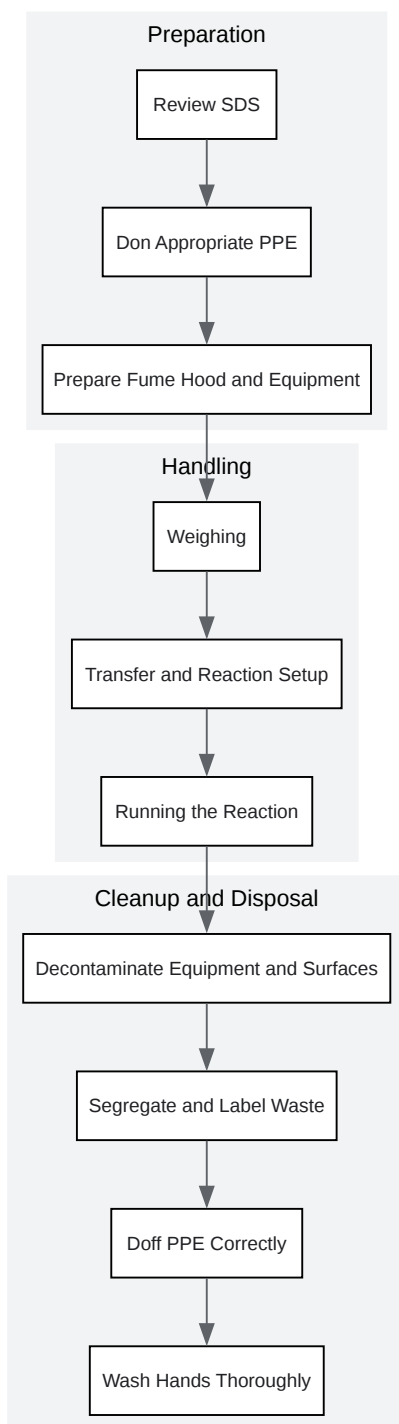 Preparation
Review SDS
Don Appropriate PPE
Prepare Fume Hood and Equipment
Handling
Weighing
Transfer and Reaction Setup
Running the Reaction
Cleanup and Disposal
Decontaminate Equipment and Surfaces
Segregate and Label Waste
Doff PPE Correctly
Wash Hands Thoroughly